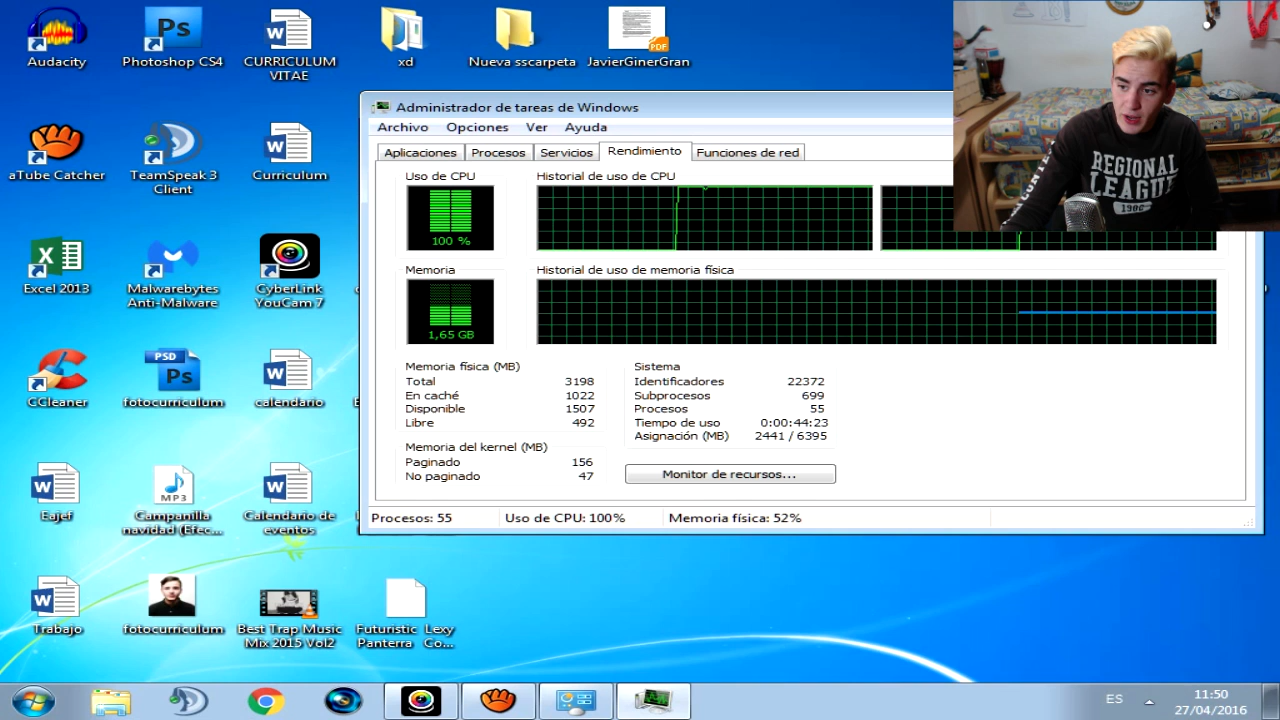 Audacity
Photoshop CS4
CURRICULUM
VITAE
xd
Nueva sscarpeta
PDF
JavierGinerGran
aTube Catcher
TeamSpeak 3
Client
Curriculum
Excel 2013
Malwarebytes
Anti-Malware
CyberLink
YouCam 7
CCleaner
PSD
Ps
fotocurriculum
calendario
Eajef
MP3
Campanilla
navidad (Efec...
Calendario de
eventos
Trabajo
fotocurriculum
Best Trap Music
Mix 2015 Vol2
Futuristic Lexy
Panterra Co...
Administrador de tareas de Windows
Archivo Opciones Ver Ayuda
Aplicaciones Procesos Servicios Rendimiento Funciones de red
Uso de CPU
100 %
Historial de uso de CPU
Memoria
1,65 GB
Historial de uso de memoria física
Memoria física (MB)
Total 3198
En caché 1022
Disponible 1507
Libre 492
Memoria del kernel (MB)
Paginado 156
No paginado 47
Sistema
Identificadores 22372
Subprocesos 699
Procesos 55
Tiempo de uso 0:00:44:23
Asignación (MB) 2441 / 6395
Monitor de recursos...
Procesos: 55 Uso de CPU: 100% Memoria física: 52%
REGIONAL
LEAGUE
ES
11:50
27/04/2016